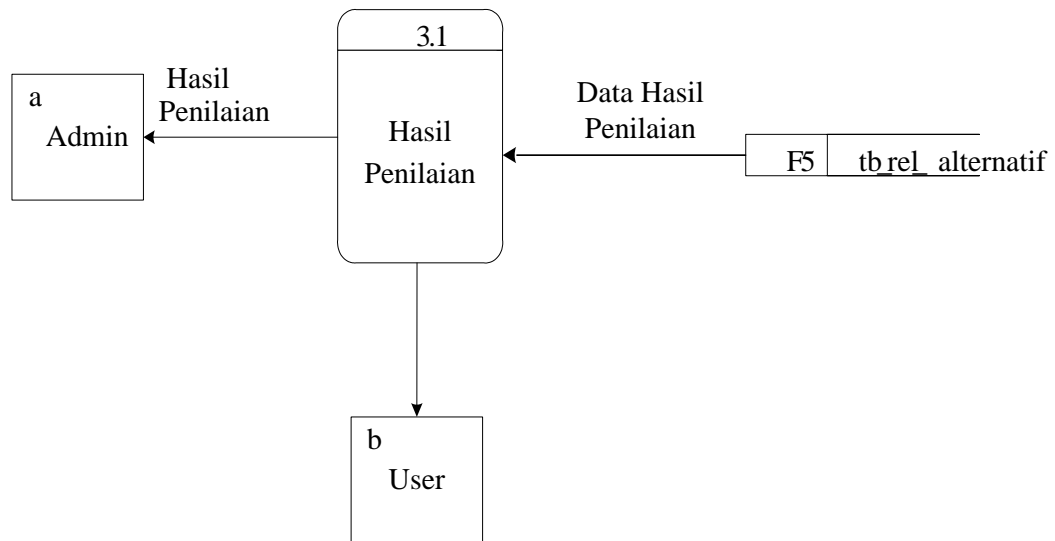 3.1
Hasil
Penilaian
a
Admin
Hasil
Penilaian
Data Hasil
Penilaian
F5
tb_rel_ alternatif
b
User